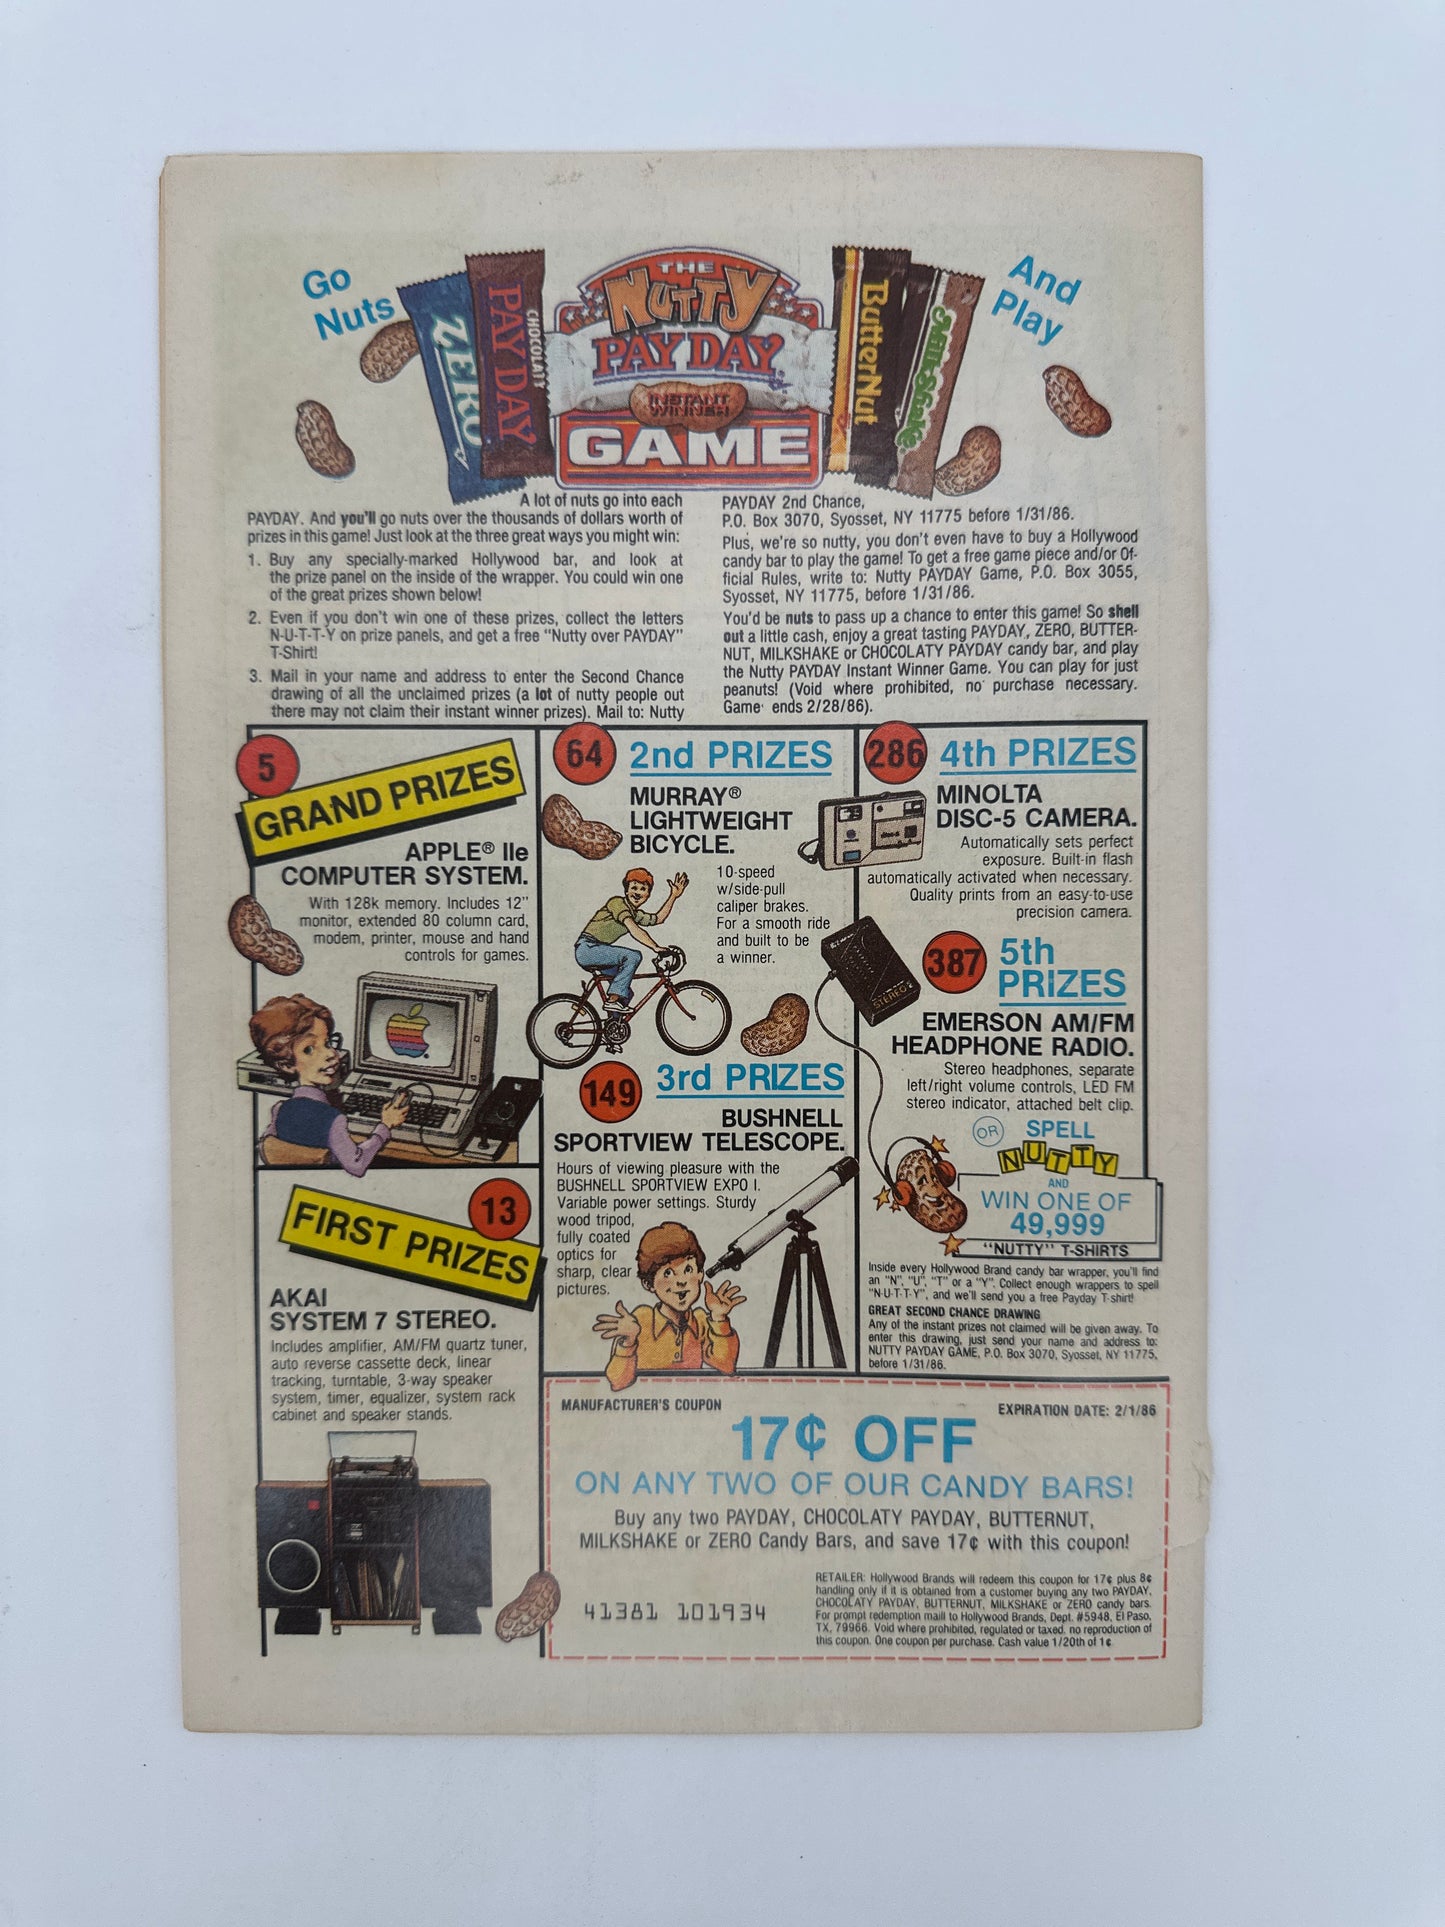 Go
Nuts
ZERO
CHOCOLATY
PAYDAY
THE
NUTTY
PAYDAY
INSTANT
WINNER
GAME
ButterNut
MilkShake
And
Play
A lot of nuts go into each
PAYDAY. And you'll go nuts over the thousands of dollars worth of
prizes in this game! Just look at the three great ways you might win:
1. Buy any specially-marked Hollywood bar, and look at
the prize panel on the inside of the wrapper. You could win one
of the great prizes shown below!
2. Even if you don't win one of these prizes, collect the letters
N-U-T-T-Y on prize panels, and get a free "Nutty over PAYDAY"
T-Shirt!
3. Mail in your name and address to enter the Second Chance
drawing of all the unclaimed prizes (a lot of nutty people out
there may not claim their instant winner prizes). Mail to: Nutty
PAYDAY 2nd Chance,
P.O. Box 3070, Syosset, NY 11775 before 1/31/86.
Plus, we're so nutty, you don't even have to buy a Hollywood
candy bar to play the game! To get a free game piece and/or Of-
ficial Rules, write to: Nutty PAYDAY Game, P.O. Box 3055,
Syosset, NY 11775, before 1/31/86.
You'd be nuts to pass up a chance to enter this game! So shell
out a little cash, enjoy a great tasting PAYDAY, ZERO, BUTTER-
NUT, MILKSHAKE or CHOCOLATY PAYDAY candy bar, and play
the Nutty PAYDAY Instant Winner Game. You can play for just
peanuts! (Void where prohibited, no purchase necessary.
Game ends 2/28/86).
5
GRAND PRIZES
APPLE® IIe
COMPUTER SYSTEM.
With 128k memory. Includes 12"
monitor, extended 80 column card,
modem, printer, mouse and hand
controls for games.
13
FIRST PRIZES
AKAI
SYSTEM 7 STEREO.
Includes amplifier, AM/FM quartz tuner,
auto reverse cassette deck, linear
tracking, turntable, 3-way speaker
system, timer, equalizer, system rack
cabinet and speaker stands.
64
2nd PRIZES
MURRAY®
LIGHTWEIGHT
BICYCLE.
10-speed
w/side-pull
caliper brakes.
For a smooth ride
and built to be
a winner.
149
3rd PRIZES
BUSHNELL
SPORTVIEW TELESCOPE.
Hours of viewing pleasure with the
BUSHNELL SPORTVIEW EXPO I.
Variable power settings. Sturdy
wood tripod,
fully coated
optics for
sharp, clear
pictures.
286
4th PRIZES
MINOLTA
DISC-5 CAMERA.
Automatically sets perfect
exposure. Built-in flash
automatically activated when necessary.
Quality prints from an easy-to-use
precision camera.
387
5th
PRIZES
STEREO
EMERSON AM/FM
HEADPHONE RADIO.
Stereo headphones, separate
left/right volume controls, LED FM
stereo indicator, attached belt clip.
OR SPELL
NUTTY
AND
WIN ONE OF
49,999
"NUTTY" T-SHIRTS
Inside every Hollywood Brand candy bar wrapper, you'll find
an "N", "U", "T" or a "Y". Collect enough wrappers to spell
"N-U-T-T-Y", and we'll send you a free Payday T-shirt!
GREAT SECOND CHANCE DRAWING
Any of the instant prizes not claimed will be given away. To
enter this drawing, just send your name and address to:
NUTTY PAYDAY GAME, P.O. Box 3070, Syosset, NY 11775,
before 1/31/86.
MANUFACTURER'S COUPON
EXPIRATION DATE: 2/1/86
17¢ OFF
ON ANY TWO OF OUR CANDY BARS!
Buy any two PAYDAY, CHOCOLATY PAYDAY, BUTTERNUT,
MILKSHAKE or ZERO Candy Bars, and save 17¢ with this coupon!
41381 101934
RETAILER: Hollywood Brands will redeem this coupon for 17¢ plus 8¢
handling only if it is obtained from a customer buying any two PAYDAY,
CHOCOLATY PAYDAY, BUTTERNUT, MILKSHAKE or ZERO candy bars.
For prompt redemption mail to Hollywood Brands, Dept. #5948, El Paso,
TX, 79966. Void where prohibited, regulated or taxed. no reproduction of
this coupon. One coupon per purchase. Cash value 1/20th of 1¢